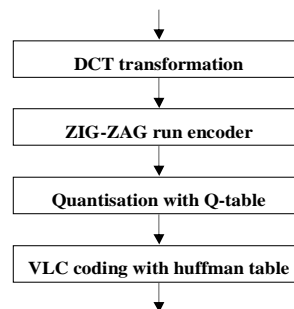 DCT transformation
ZIG-ZAG run encoder
Quantisation with Q-table
VLC coding with huffman table